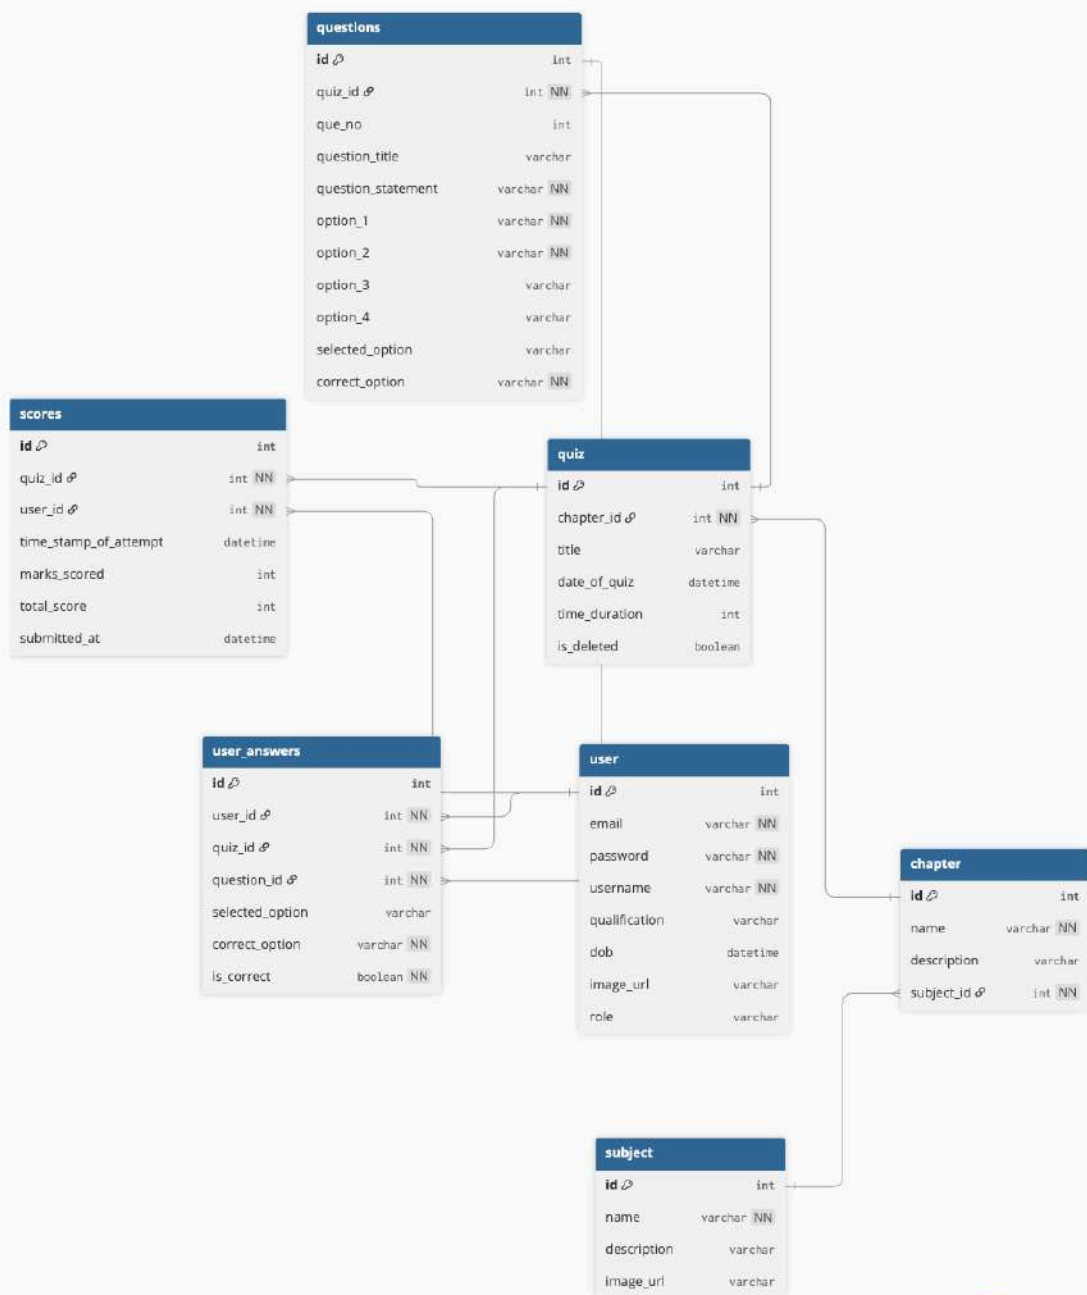 questions
id int
quiz_id int NN
que_no int
question_title varchar
question_statement varchar NN
option_1 varchar NN
option_2 varchar NN
option_3 varchar
option_4 varchar
selected_option varchar
correct_option varchar NN
scores
id int
quiz_id int NN
user_id int NN
time_stamp_of_attempt datetime
marks_scored int
total_score int
submitted_at datetime
quiz
id int
chapter_id int NN
title varchar
date_of_quiz datetime
time_duration int
is_deleted boolean
user_answers
id int
user_id int NN
quiz_id int NN
question_id int NN
selected_option varchar
correct_option varchar NN
is_correct boolean NN
user
id int
email varchar NN
password varchar NN
username varchar NN
qualification varchar
dob datetime
image_url varchar
role varchar
chapter
id int
name varchar NN
description varchar
subject_id int NN
subject
id int
name varchar NN
description varchar
image_url varchar